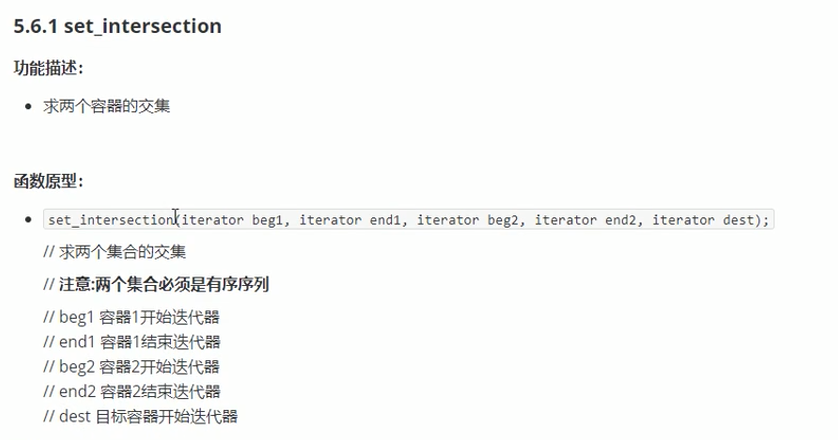 5.6.1 set_intersection
功能描述：
求两个容器的交集
函数原型：
set_intersection(iterator beg1, iterator end1, iterator beg2, iterator end2, iterator dest);
// 求两个集合的交集
// 注意:两个集合必须是有序序列
// beg1 容器1开始迭代器
// end1 容器1结束迭代器
// beg2 容器2开始迭代器
// end2 容器2结束迭代器
// dest 目标容器开始迭代器